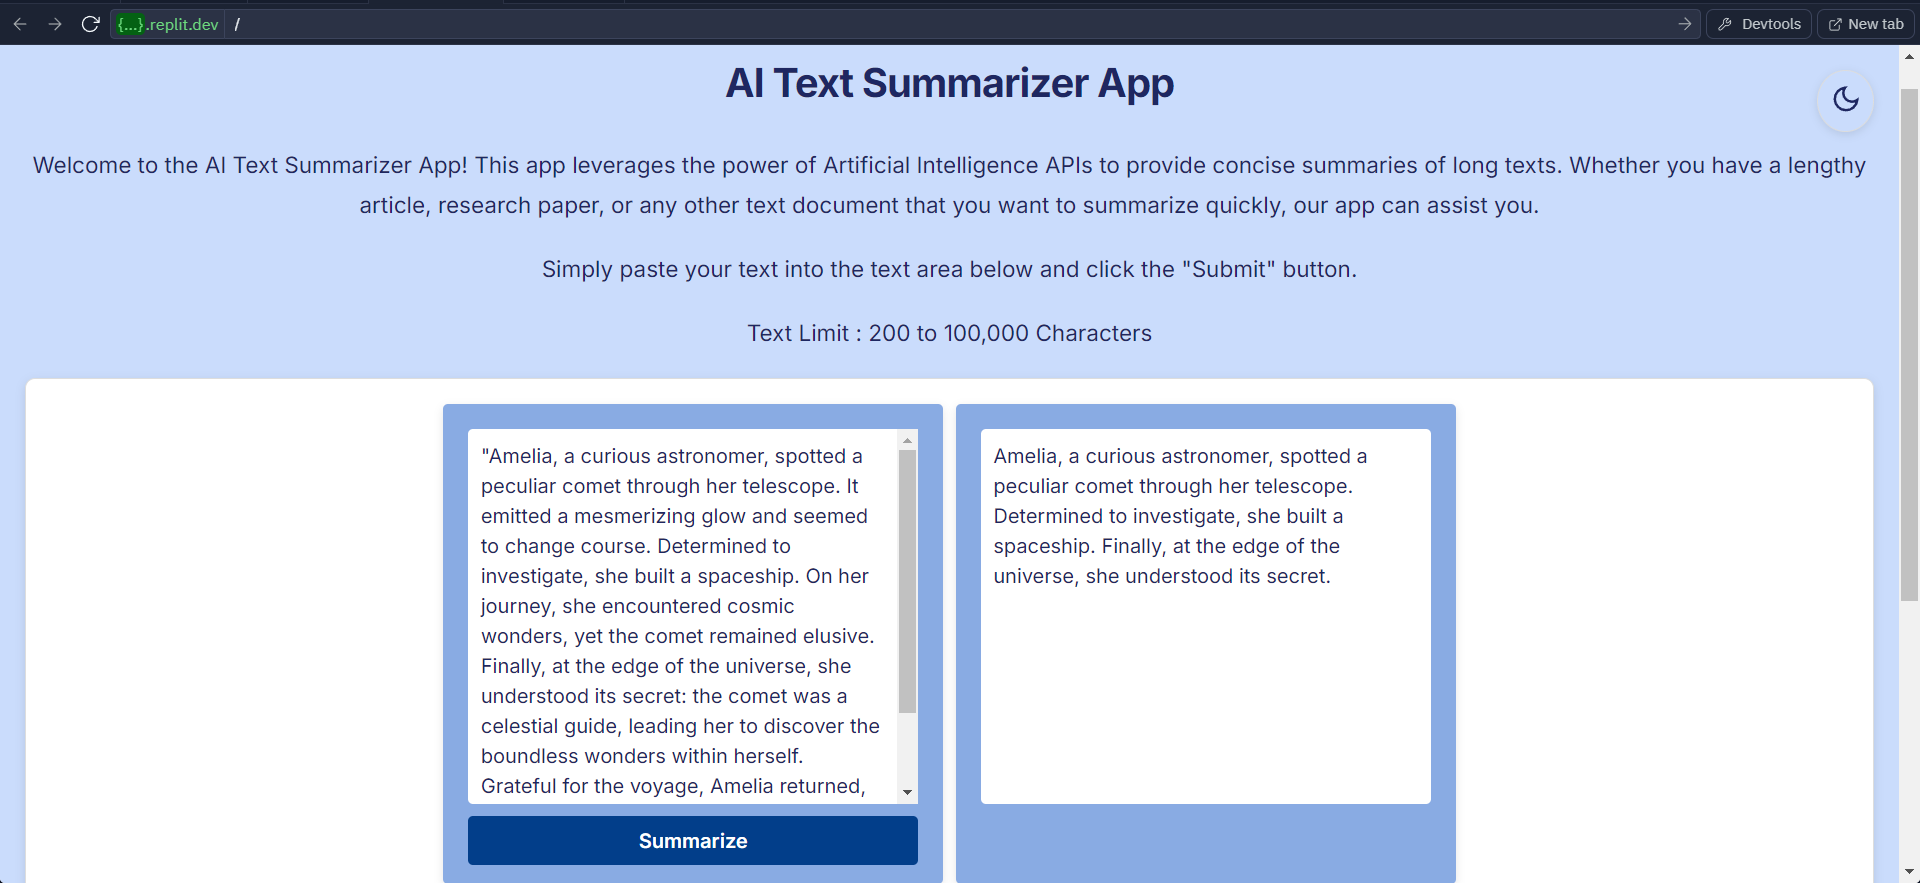 {...}.replit.dev /
Devtools
New tab
AI Text Summarizer App
Welcome to the AI Text Summarizer App! This app leverages the power of Artificial Intelligence APIs to provide concise summaries of long texts. Whether you have a lengthy
article, research paper, or any other text document that you want to summarize quickly, our app can assist you.
Simply paste your text into the text area below and click the "Submit" button.
Text Limit : 200 to 100,000 Characters
"Amelia, a curious astronomer, spotted a
peculiar comet through her telescope. It
emitted a mesmerizing glow and seemed
to change course. Determined to
investigate, she built a spaceship. On her
journey, she encountered cosmic
wonders, yet the comet remained elusive.
Finally, at the edge of the universe, she
understood its secret: the comet was a
celestial guide, leading her to discover the
boundless wonders within herself.
Grateful for the voyage, Amelia returned,
Summarize
Amelia, a curious astronomer, spotted a
peculiar comet through her telescope.
Determined to investigate, she built a
spaceship. Finally, at the edge of the
universe, she understood its secret.